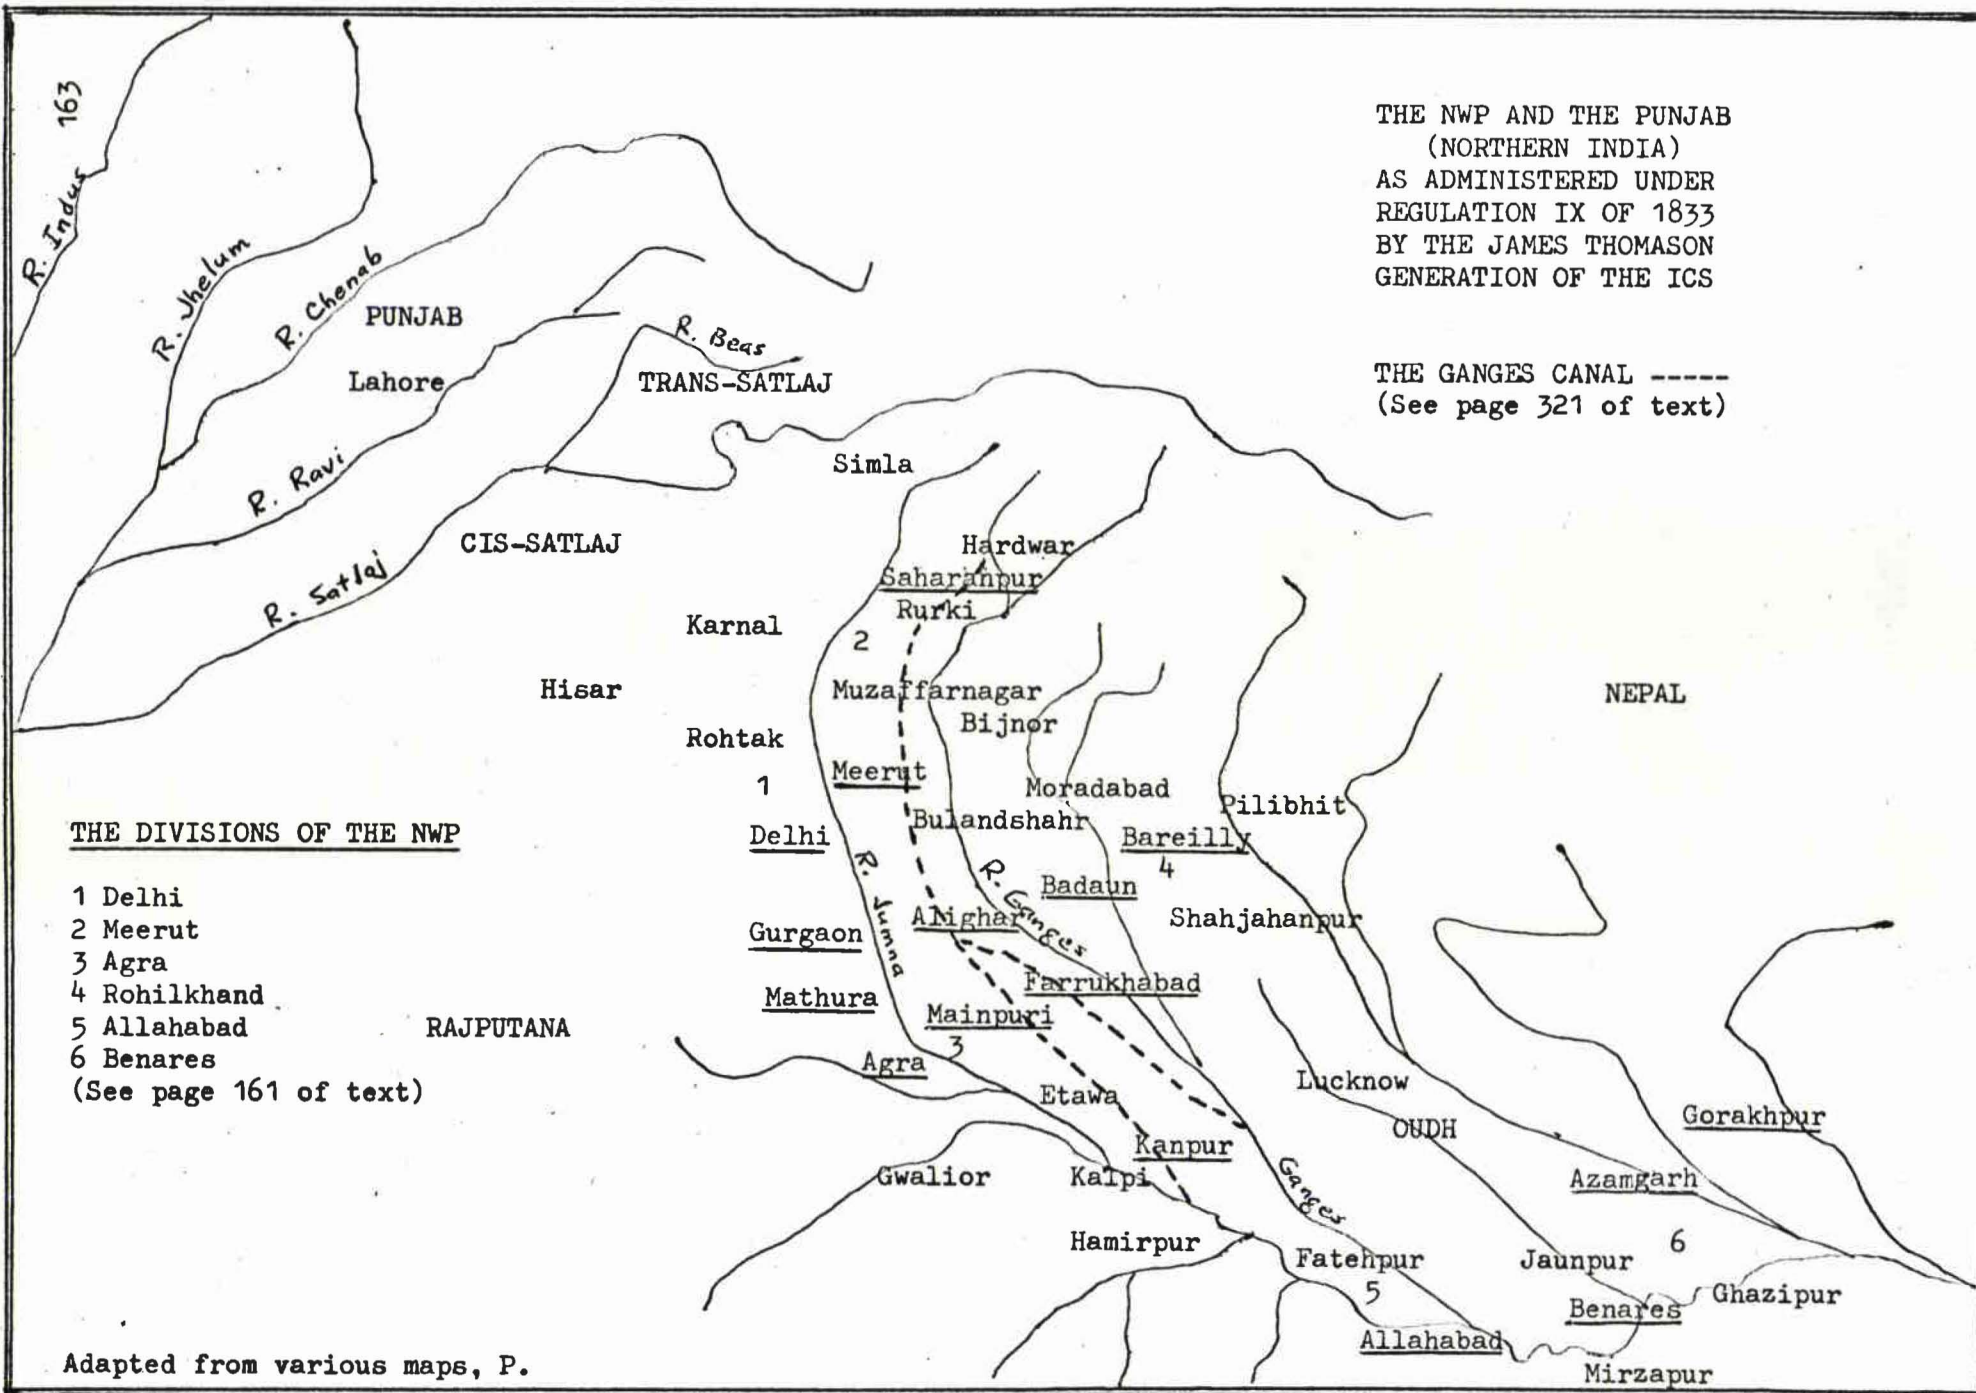 163
THE NWP AND THE PUNJAB
(NORTHERN INDIA)
AS ADMINISTERED UNDER
REGULATION IX OF 1833
BY THE JAMES THOMASON
GENERATION OF THE ICS
THE GANGES CANAL -----
(See page 321 of text)
R. Indus
R. Jhelum
R. Chenab
PUNJAB
Lahore
R. Beas
TRANS-SATLAJ
R. Ravi
Simla
CIS-SATLAJ
R. Satlaj
Hardwar
Saharanpur
Rurki
Karnal
2
Hisar
Muzaffarnagar
NEPAL
Bijnor
Rohtak
1
Meerut
Moradabad
Pilibhit
Bulandshahr
Delhi
Bareilly
4
R. Jumna
R. Ganges
Badaun
Alighar
Shahjahanpur
Gurgaon
Farrukhabad
Mathura
Mainpuri
3
Agra
RAJPUTANA
THE DIVISIONS OF THE NWP
1 Delhi
2 Meerut
3 Agra
4 Rohilkhand
5 Allahabad
6 Benares
(See page 161 of text)
Etawa
Lucknow
OUDH
Gorakhpur
Kanpur
Gwalior
Kalpi
Ganges
Azamgarh
Hamirpur
Fatehpur
5
Jaunpur
6
Ghazipur
Benares
Allahabad
Mirzapur
Adapted from various maps, P.